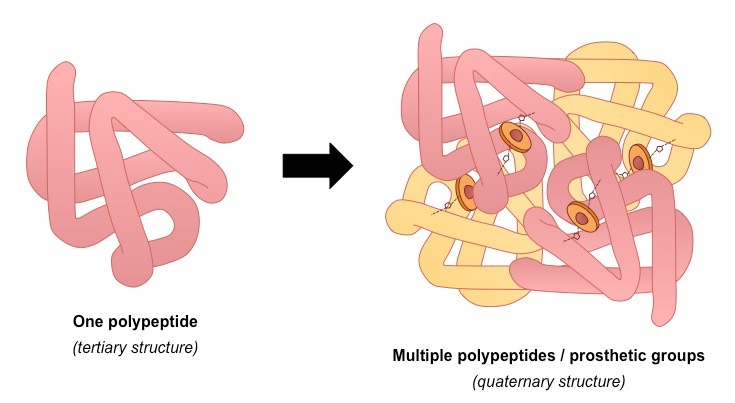 One polypeptide
(tertiary structure)
Multiple polypeptides / prosthetic groups
(quaternary structure)